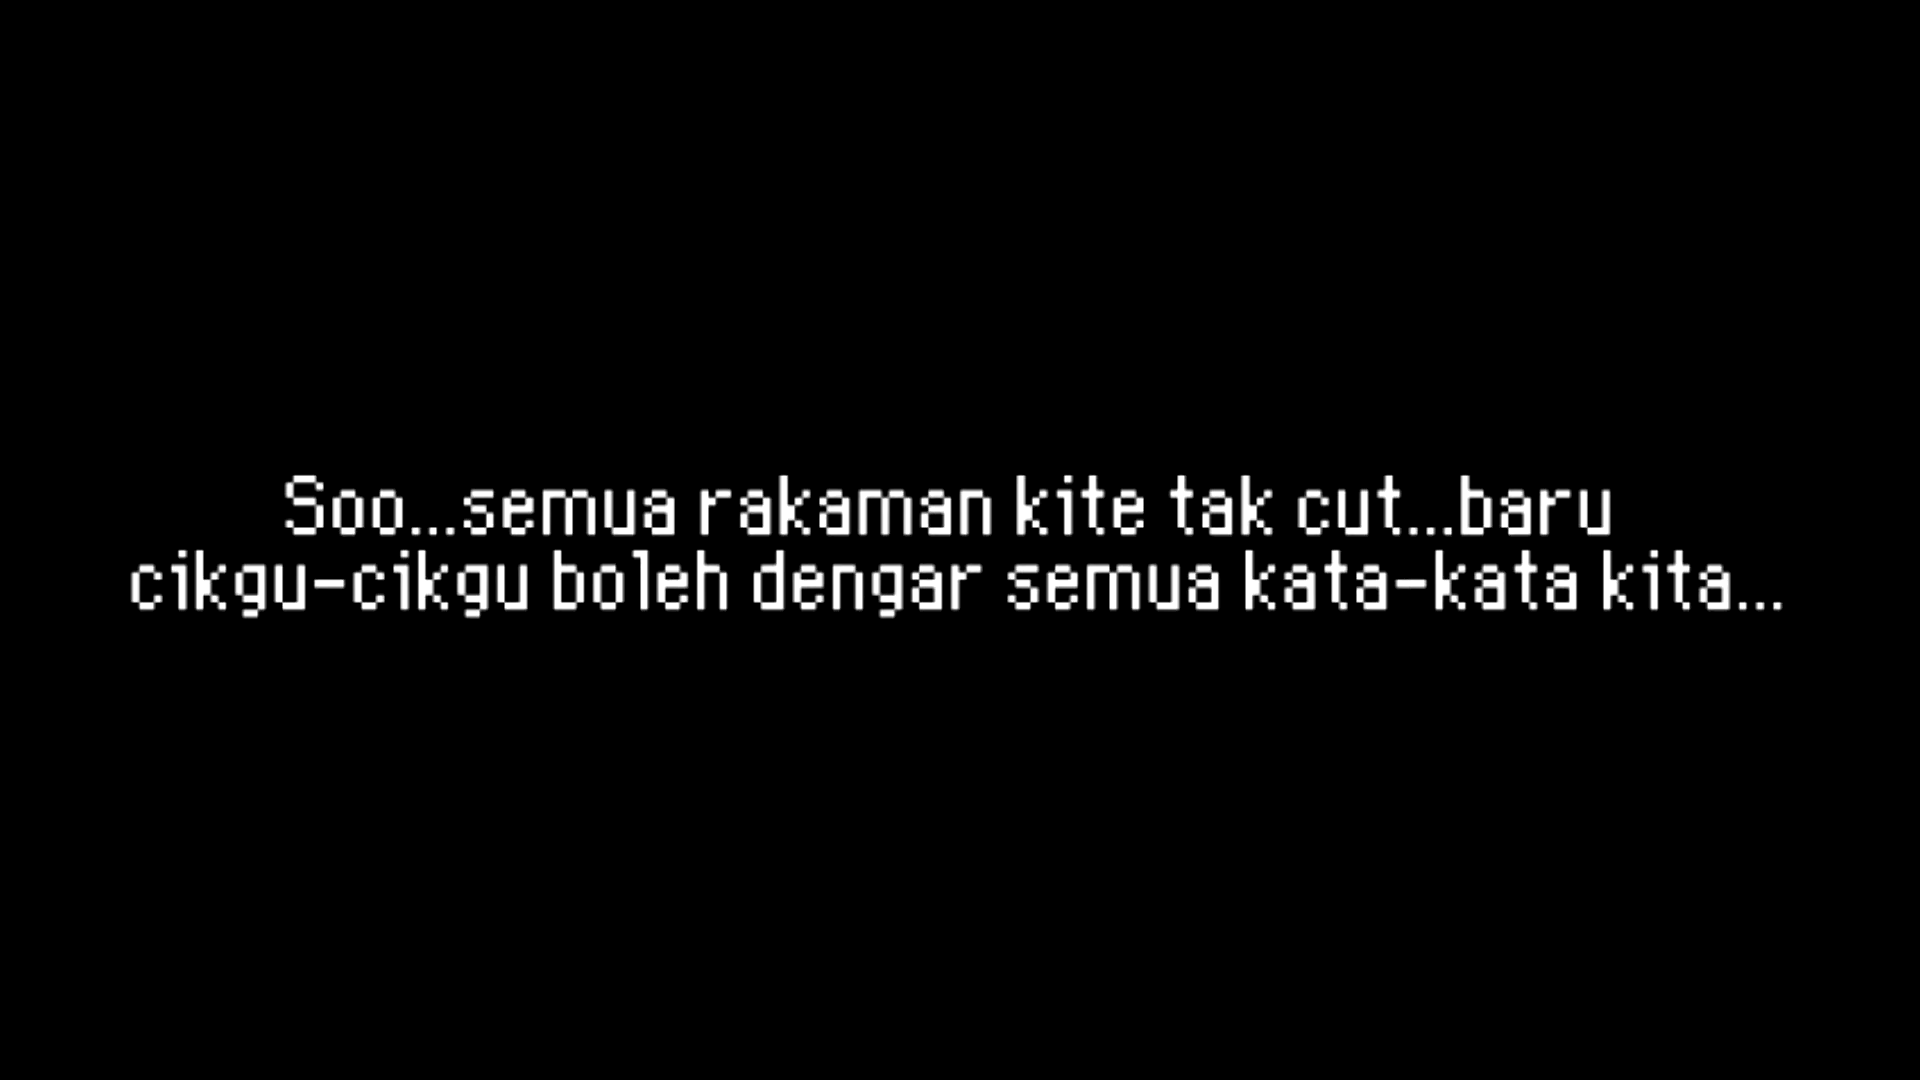 Soo...semua rakaman kite tak cut...baru
cikgu-cikgu boleh dengar semua kata-kata kita...